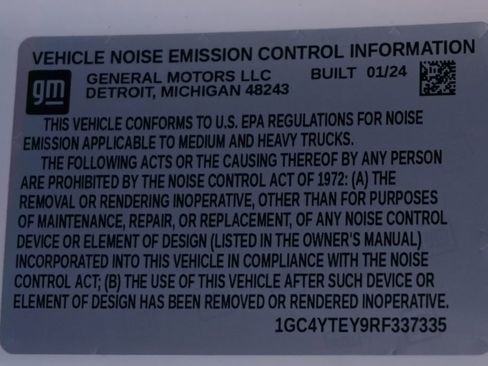 VEHICLE NOISE EMISSION CONTROL INFORMATION
gm
GENERAL MOTORS LLC BUILT 01/24
DETROIT, MICHIGAN 48243
THIS VEHICLE CONFORMS TO U.S. EPA REGULATIONS FOR NOISE
EMISSION APPLICABLE TO MEDIUM AND HEAVY TRUCKS.
THE FOLLOWING ACTS OR THE CAUSING THEREOF BY ANY PERSON
ARE PROHIBITED BY THE NOISE CONTROL ACT OF 1972: (A) THE
REMOVAL OR RENDERING INOPERATIVE, OTHER THAN FOR PURPOSES
OF MAINTENANCE, REPAIR, OR REPLACEMENT, OF ANY NOISE CONTROL
DEVICE OR ELEMENT OF DESIGN (LISTED IN THE OWNER'S MANUAL)
INCORPORATED INTO THIS VEHICLE IN COMPLIANCE WITH THE NOISE
CONTROL ACT; (B) THE USE OF THIS VEHICLE AFTER SUCH DEVICE OR
ELEMENT OF DESIGN HAS BEEN REMOVED OR RENDERED INOPERATIVE.
1GC4YTEY9RF337335